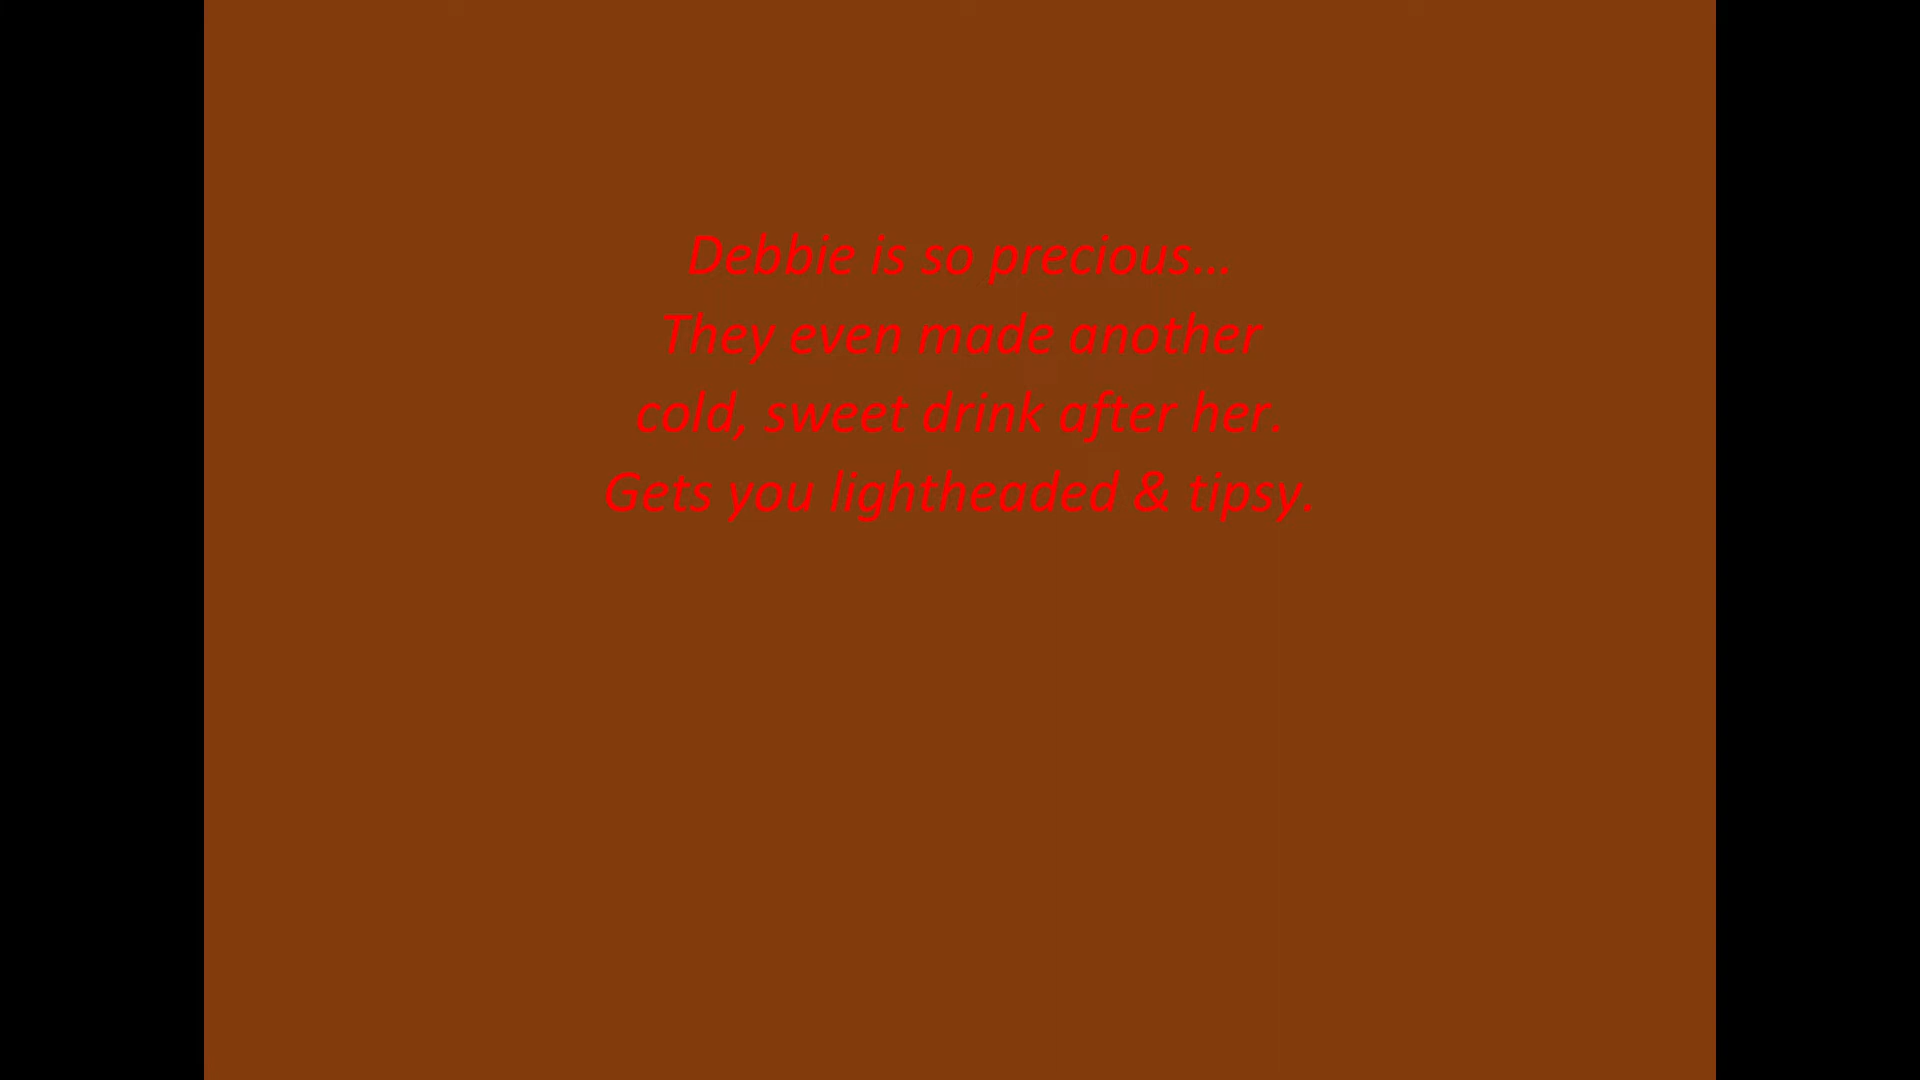 Debbie is so precious...
They even made another
cold, sweet drink after her.
Gets you lightheaded & tipsy.